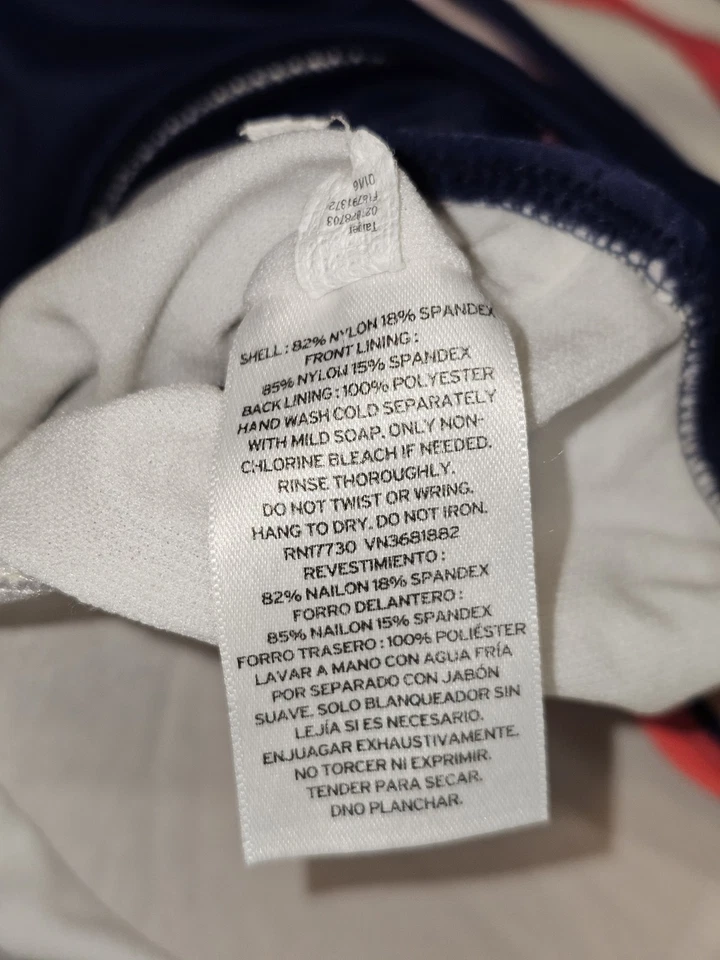 01/16
SHELL : 82% NYLON 18% SPANDEX
FRONT LINING :
85% NYLON 15% SPANDEX
BACK LINING : 100% POLYESTER
HAND WASH COLD SEPARATELY
WITH MILD SOAP. ONLY NON-
CHLORINE BLEACH IF NEEDED.
RINSE THOROUGHLY.
DO NOT TWIST OR WRING.
HANG TO DRY. DO NOT IRON.
RN17730 VN3681882
REVESTIMIENTO :
82% NAILON 18% SPANDEX
FORRO DELANTERO :
85% NAILON 15% SPANDEX
FORRO TRASERO : 100% POLIÉSTER
LAVAR A MANO CON AGUA FRÍA
POR SEPARADO CON JABÓN
SUAVE. SOLO BLANQUEADOR SIN
LEJÍA SI ES NECESARIO.
ENJUAGAR EXHAUSTIVAMENTE.
NO TORCER NI EXPRIMIR.
TENDER PARA SECAR.
DNO PLANCHAR.